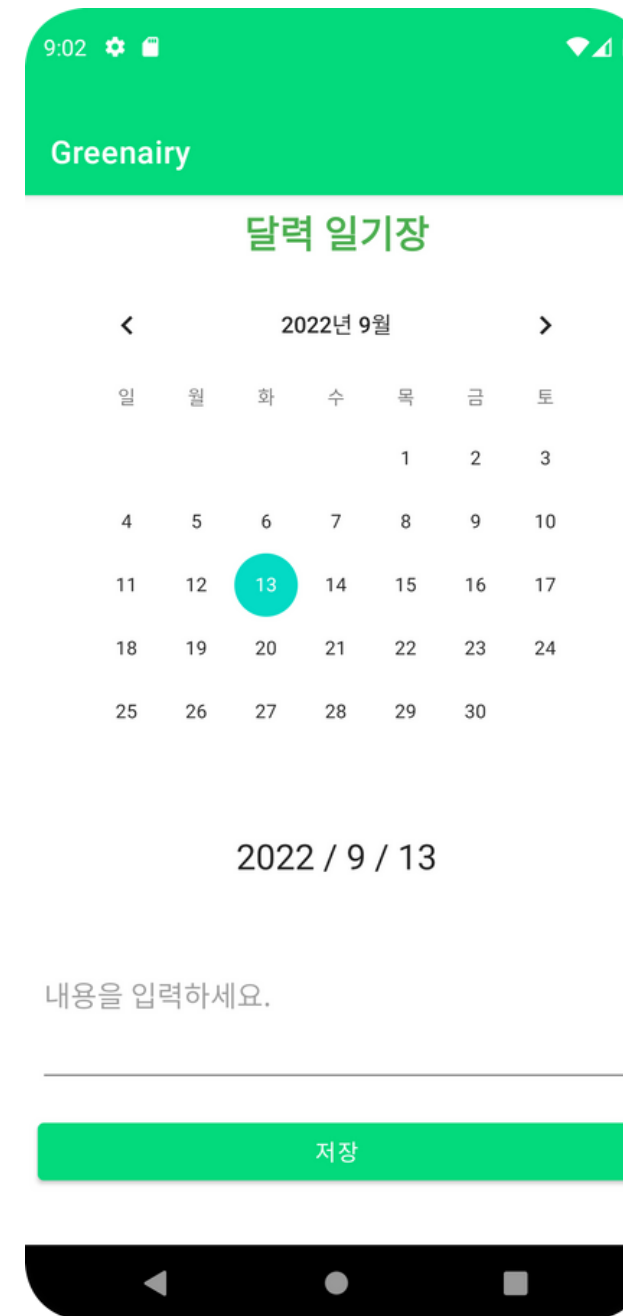 9:02
Greenairy
달력 일기장
2022년 9월
일 월 화 수 목 금 토
1 2 3
4 5 6 7 8 9 10
11 12 13 14 15 16 17
18 19 20 21 22 23 24
25 26 27 28 29 30
2022 / 9 / 13
내용을 입력하세요.
저장